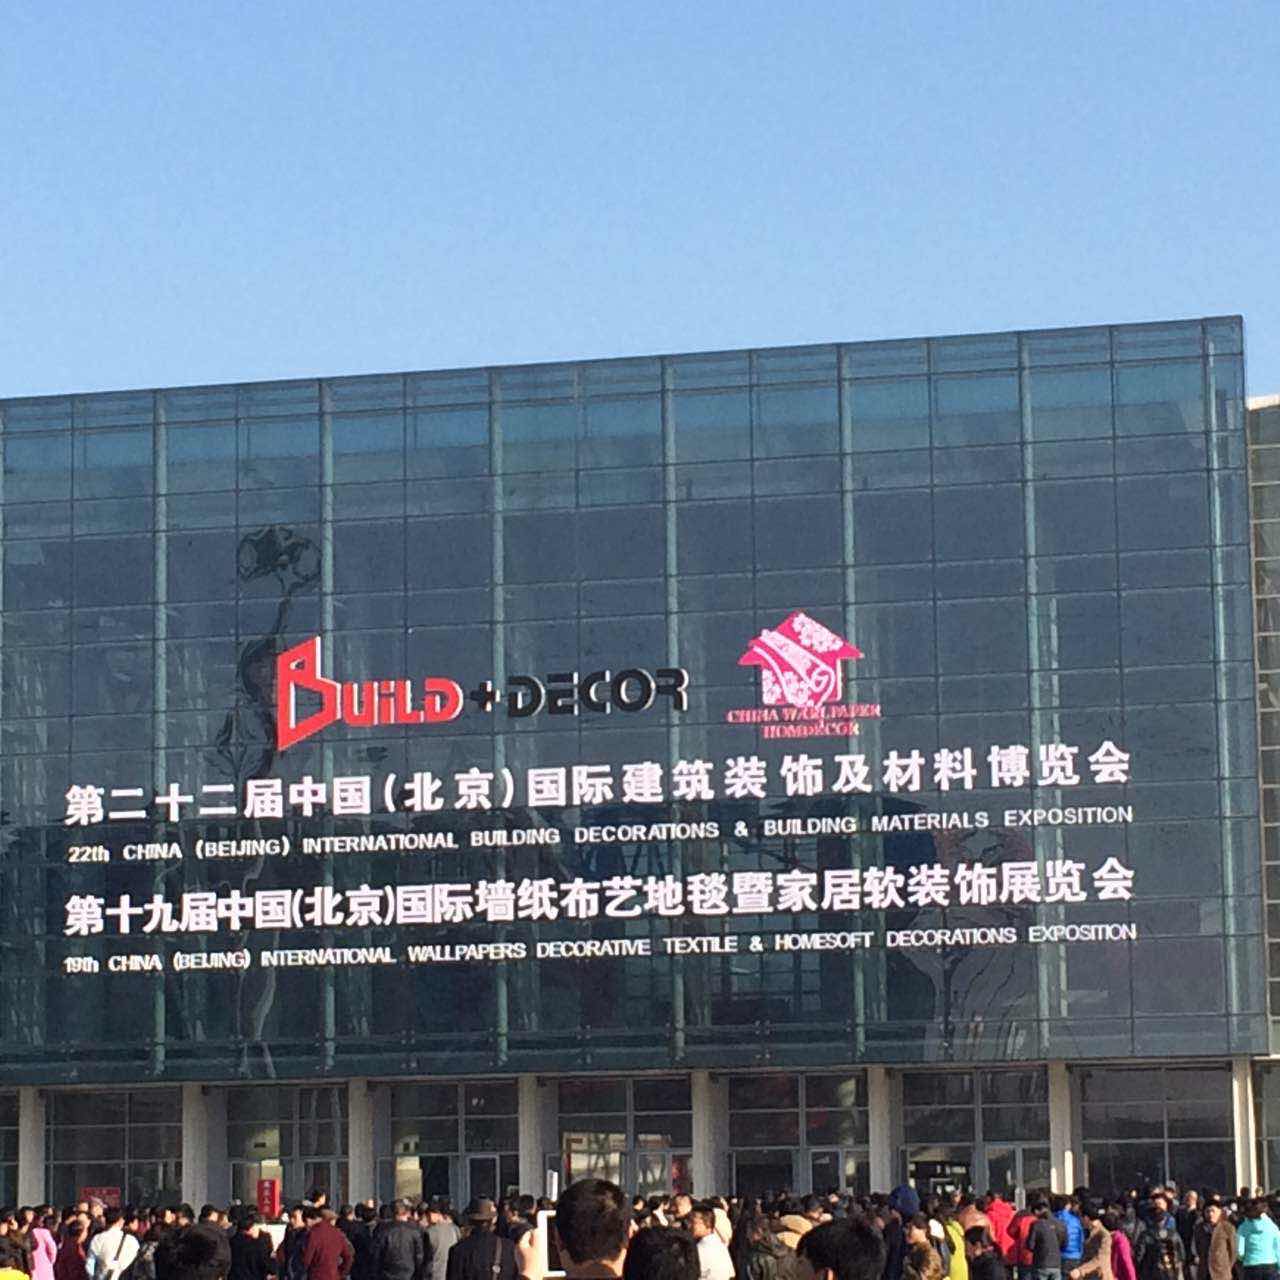 BUiLD+DECOR
CHINA WALLPAPER
HOMDECOR
第二十二届中国(北京)国际建筑装饰及材料博览会
22th CHINA (BEIJING) INTERNATIONAL BUILDING DECORATIONS & BUILDING MATERIALS EXPOSITION
第十九届中国(北京)国际墙纸布艺地毯暨家居软装饰展览会
19th CHINA (BEIJING) INTERNATIONAL WALLPAPERS DECORATIVE TEXTILE & HOMESOFT DECORATIONS EXPOSITION